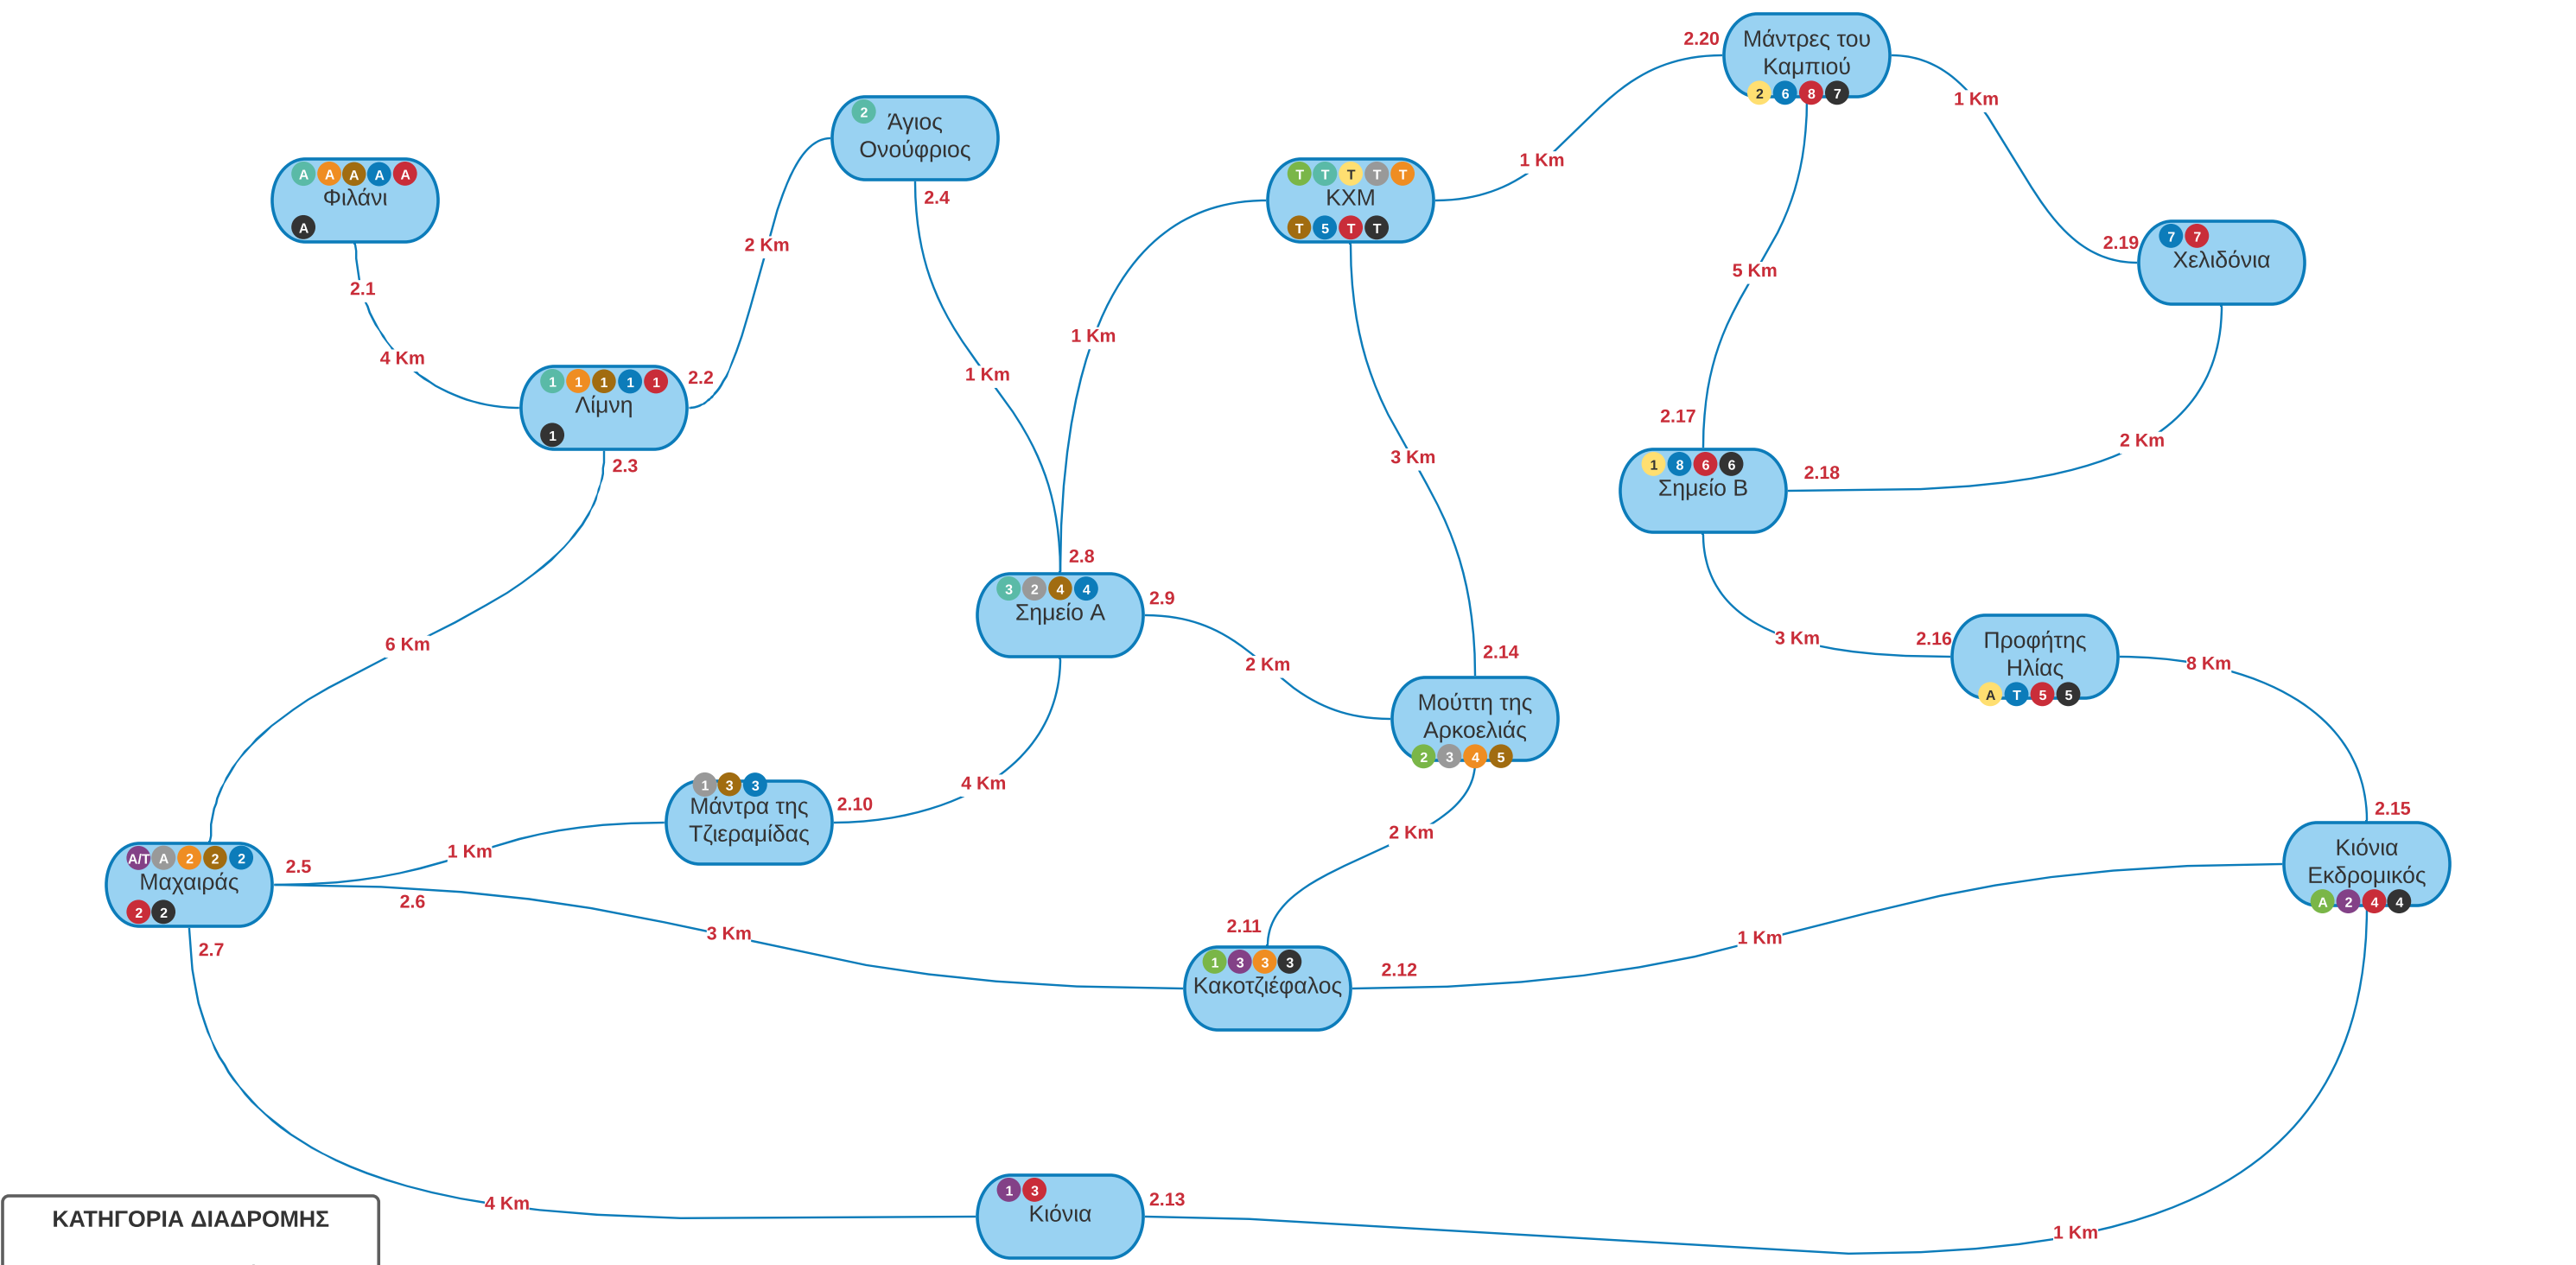 2.20
Μάντρες του
Καμπιού
2 6 8 7
1 Km
2
Άγιος
Ονούφριος
2.4
A A A A A
Φιλάνι
A
2.1
4 Km
2 Km
T T T T T
ΚΧΜ
T 5 T T
1 Km
2.19
7 7
Χελιδόνια
5 Km
1 Km
1 Km
1 1 1 1 1
Λίμνη
1
2.2
2.3
3 Km
2.17
1 8 6 6
Σημείο Β
2.18
2 Km
2.8
3 2 4 4
Σημείο Α
2.9
2 Km
2.14
Μούττη της
Αρκοελιάς
2 3 4 5
3 Km
2.16
Προφήτης
Ηλίας
A T 5 5
8 Km
6 Km
1 3 3
Μάντρα της
Τζιεραμίδας
2.10
4 Km
2 Km
2.15
Κιόνια
Εκδρομικός
A 2 4 4
A/T A 2 2 2
Μαχαιράς
2 2
2.5
1 Km
2.6
2.7
3 Km
2.11
1 3 3 3
Κακοτζιέφαλος
2.12
1 Km
4 Km
1 3
Κιόνια
2.13
1 Km
ΚΑΤΗΓΟΡΙΑ ΔΙΑΔΡΟΜΗΣ